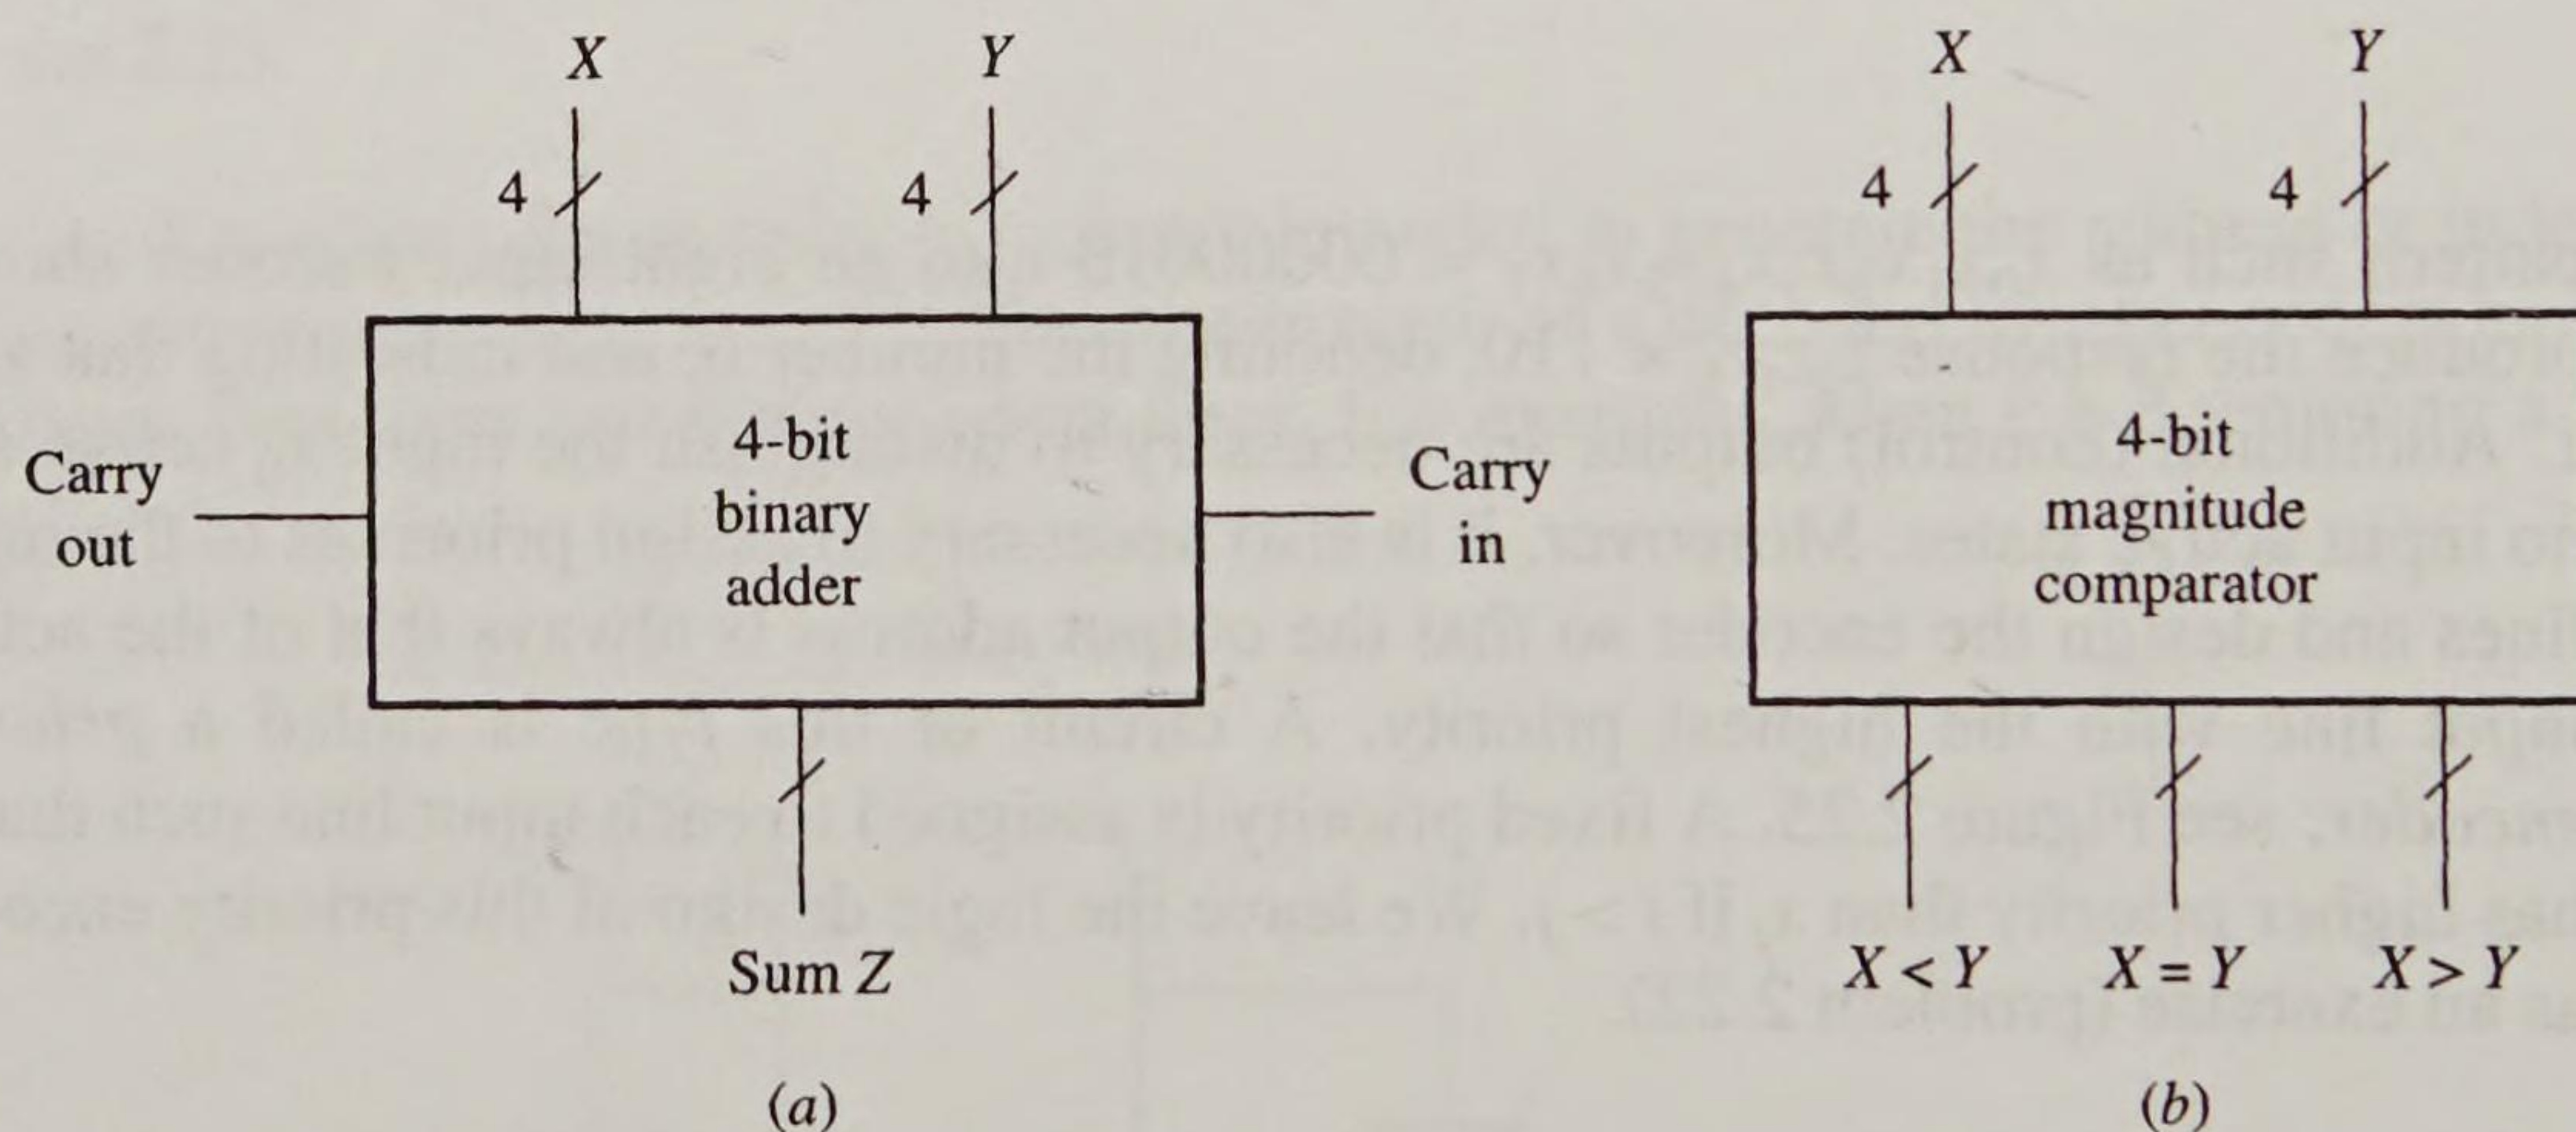 X
Y
4
4
4-bit
binary
adder
Carry
out
Carry
in
Sum Z
(a)
X
Y
4
4
4-bit
magnitude
comparator
X < Y
X = Y
X > Y
(b)